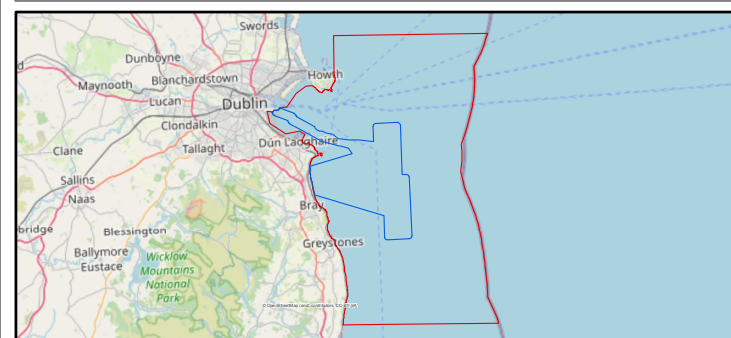 Swords
Dunboyne
Howth
Maynooth
Blanchardstown
Lucan
Dublin
Clondalkin
Dún Laoghaire
Clane
Tallaght
Sallins
Naas
Bray
bridge
Blessington
Greystones
Ballymore
Eustace
Wicklow
Mountains
National
Park